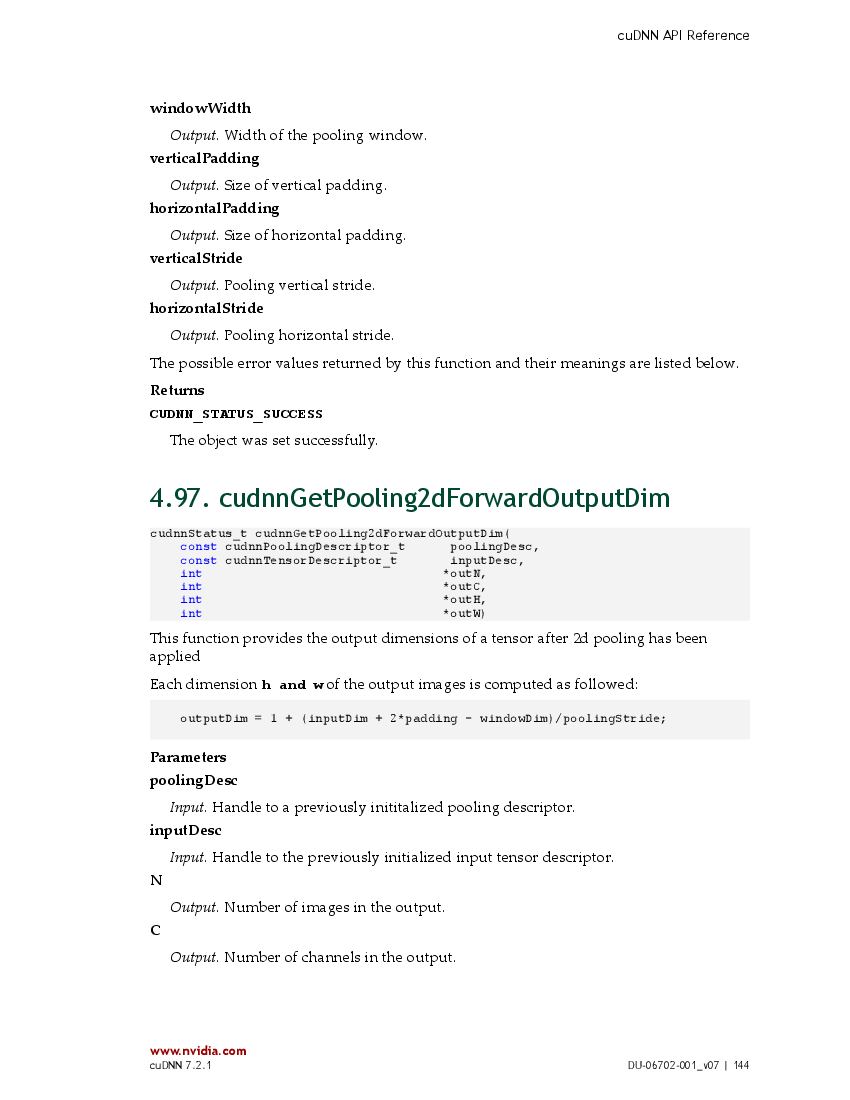 cuDNN API Reference
windowWidth
Output. Width of the pooling window.
verticalPadding
Output. Size of vertical padding.
horizontalPadding
Output. Size of horizontal padding.
verticalStride
Output. Pooling vertical stride.
horizontalStride
Output. Pooling horizontal stride.
The possible error values returned by this function and their meanings are listed below.
Returns
CUDNN_STATUS_SUCCESS
The object was set successfully.
4.97. cudnnGetPooling2dForwardOutputDim
cudnnStatus_t cudnnGetPooling2dForwardOutputDim(
const cudnnPoolingDescriptor_t poolingDesc,
const cudnnTensorDescriptor_t inputDesc,
int *outN,
int *outC,
int *outH,
int *outW)
This function provides the output dimensions of a tensor after 2d pooling has been
applied
Each dimension h and w of the output images is computed as followed:
outputDim = 1 + (inputDim + 2*padding - windowDim)/poolingStride;
Parameters
poolingDesc
Input. Handle to a previously inititalized pooling descriptor.
inputDesc
Input. Handle to the previously initialized input tensor descriptor.
N
Output. Number of images in the output.
C
Output. Number of channels in the output.
www.nvidia.com
cuDNN 7.2.1 DU-06702-001_v07 | 144